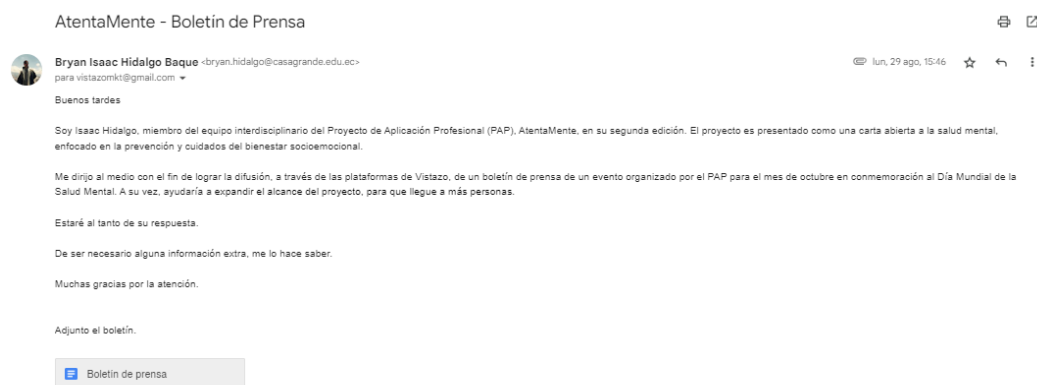 AtentaMente - Boletín de Prensa
Bryan Isaac Hidalgo Baque <bryan.hidalgo@casagrande.edu.ec>
lun, 29 ago, 15:46
para vistazomkt@gmail.com
Buenos tardes
Soy Isaac Hidalgo, miembro del equipo interdisciplinario del Proyecto de Aplicación Profesional (PAP), AtentaMente, en su segunda edición. El proyecto es presentado como una carta abierta a la salud mental,
enfocado en la prevención y cuidados del bienestar socioemocional.
Me dirijo al medio con el fin de lograr la difusión, a través de las plataformas de Vistazo, de un boletín de prensa de un evento organizado por el PAP para el mes de octubre en conmemoración al Día Mundial de la
Salud Mental. A su vez, ayudaría a expandir el alcance del proyecto, para que llegue a más personas.
Estaré al tanto de su respuesta.
De ser necesario alguna información extra, me lo hace saber.
Muchas gracias por la atención.
Adjunto el boletín.
Boletín de prensa